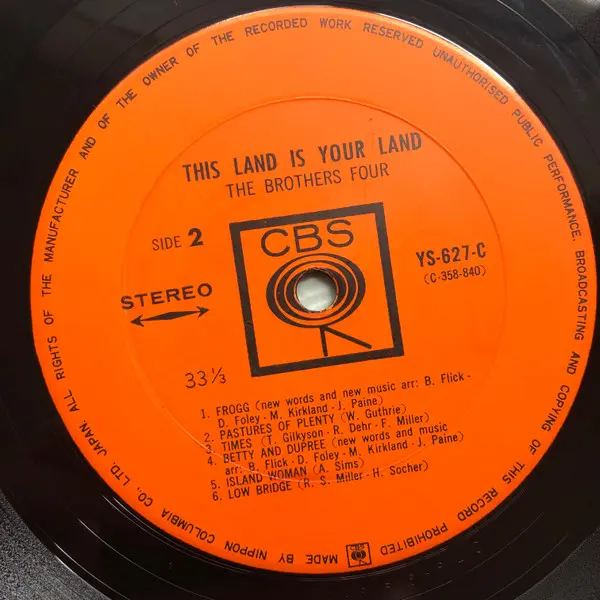 ALL RIGHTS OF THE MANUFACTURER AND OF THE OWNER OF THE RECORDED WORK RESERVED UNAUTHORISED PUBLIC PERFORMANCE. BROADCASTING AND COPYING OF THIS RECORD PROHIBITED
THIS LAND IS YOUR LAND
THE BROTHERS FOUR
SIDE 2
CBS
YS-627-C
(C-358-840)
STEREO
33 1/3
1. FROGG (new words and new music arr: B. Flick・
D. Foley・M. Kirkland・J. Paine)
2. PASTURES OF PLENTY (W. Guthrie)
3. TIMES (T. Gilkyson・R. Dehr・F. Miller)
4. BETTY AND DUPREE (new words and music
arr: B. Flick・D. Foley・M. Kirkland・J. Paine)
5. ISLAND WOMAN (A. Sims)
6. LOW BRIDGE (R. S. Miller・H. Socher)
CBS
MADE BY NIPPON COLUMBIA CO. LTD. JAPAN